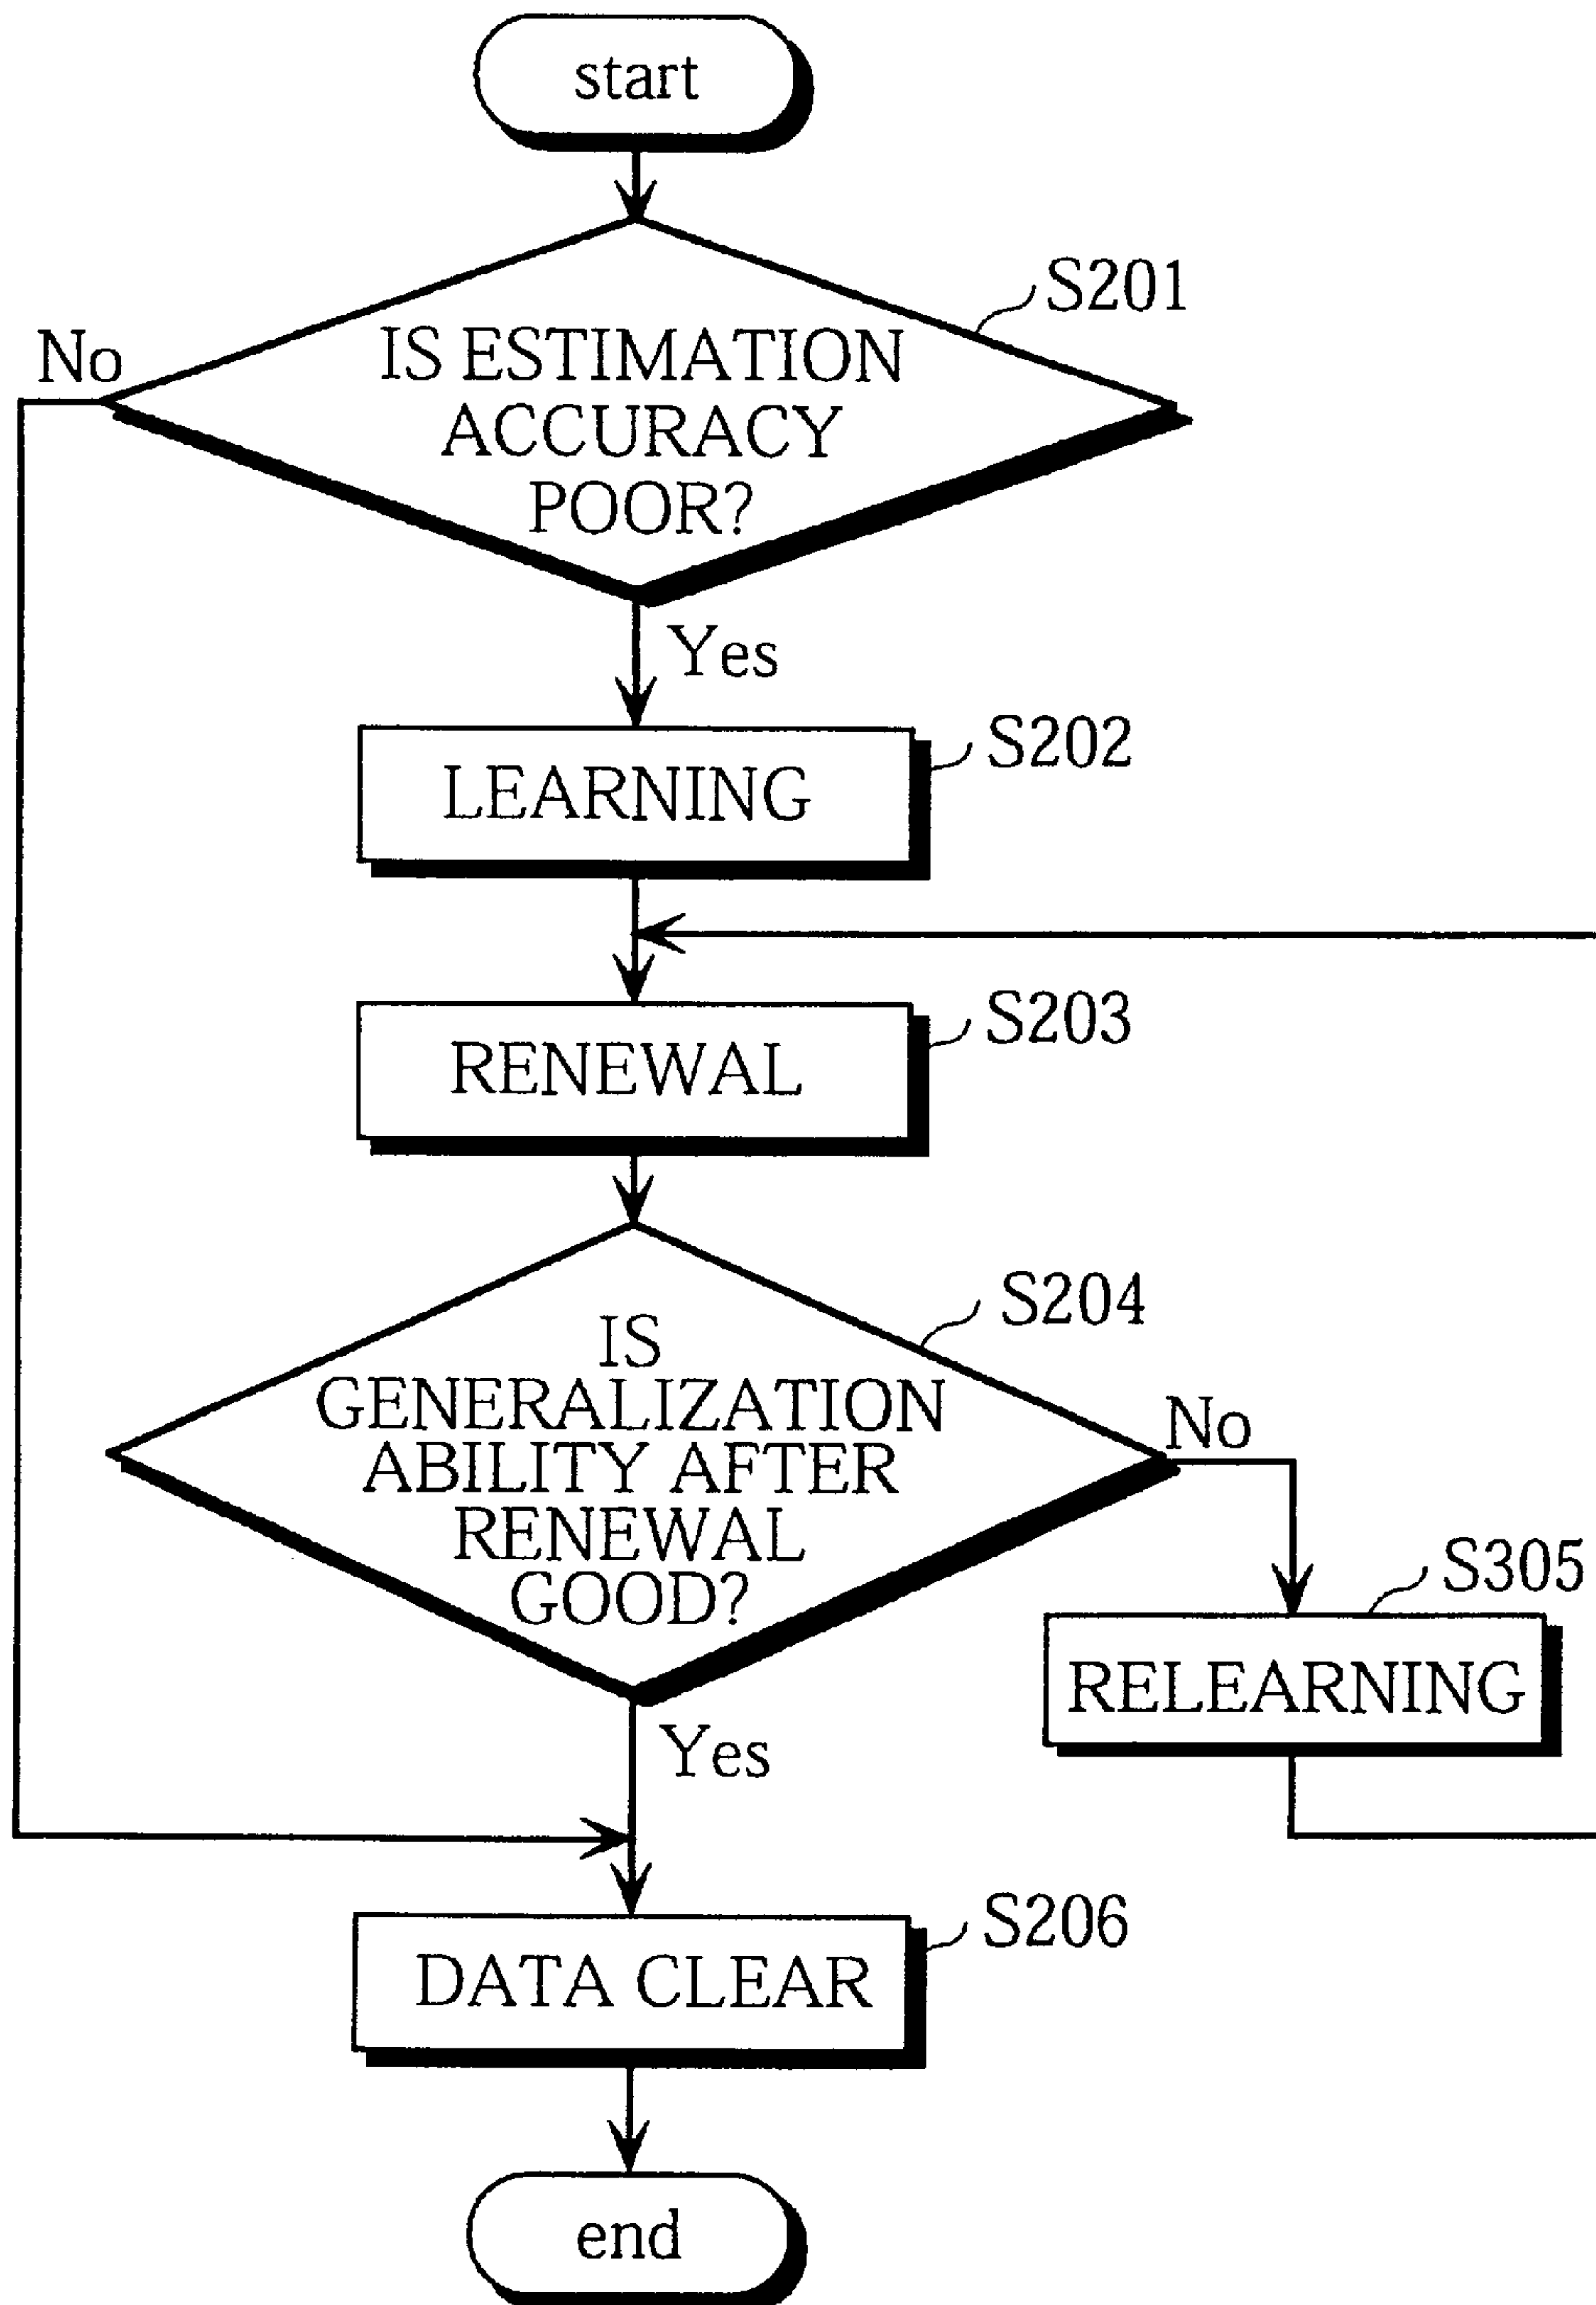 start
S201
No
IS ESTIMATION
ACCURACY
POOR?
Yes
S202
LEARNING
S203
RENEWAL
S204
IS
GENERALIZATION
ABILITY AFTER
RENEWAL
GOOD?
No
S305
RELEARNING
Yes
S206
DATA CLEAR
end